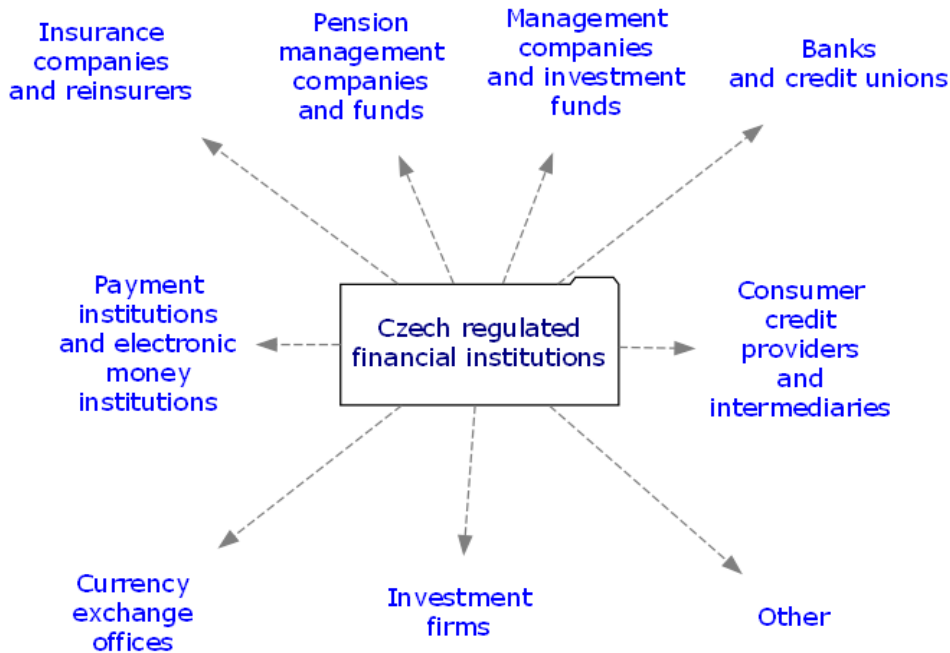 Insurance
companies
and reinsurers
Pension
management
companies
and funds
Management
companies
and investment
funds
Banks
and credit unions
Payment
institutions
and electronic
money
institutions
Czech regulated
financial institutions
Consumer
credit
providers
and
intermediaries
Currency
exchange
offices
Investment
firms
Other